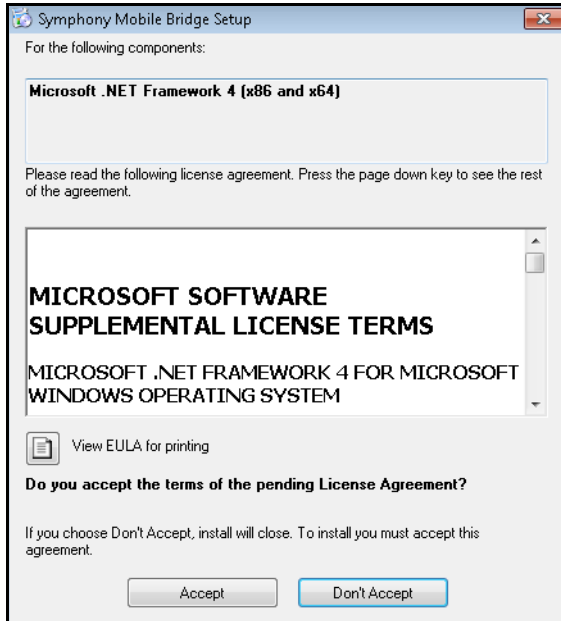 Symphony Mobile Bridge Setup
For the following components:
Microsoft .NET Framework 4 (x86 and x64)
Please read the following license agreement. Press the page down key to see the rest
of the agreement.
MICROSOFT SOFTWARE
SUPPLEMENTAL LICENSE TERMS
MICROSOFT .NET FRAMEWORK 4 FOR MICROSOFT
WINDOWS OPERATING SYSTEM
View EULA for printing
Do you accept the terms of the pending License Agreement?
If you choose Don't Accept, install will close. To install you must accept this
agreement.
Accept
Don't Accept